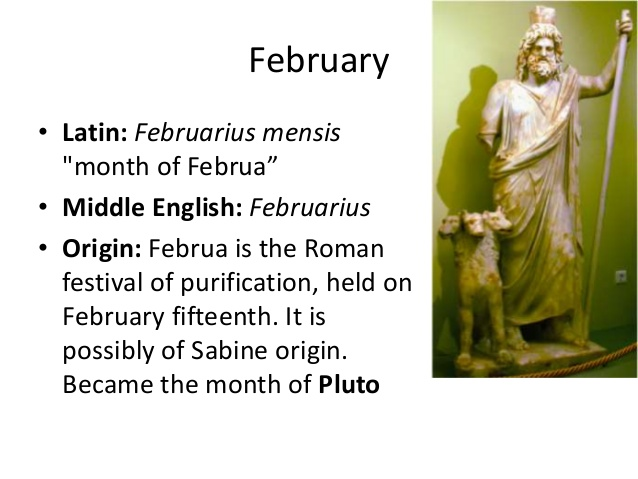 February
• Latin: Februarius mensis
"month of Februa”
• Middle English: Februarius
• Origin: Februa is the Roman
festival of purification, held on
February fifteenth. It is
possibly of Sabine origin.
Became the month of Pluto